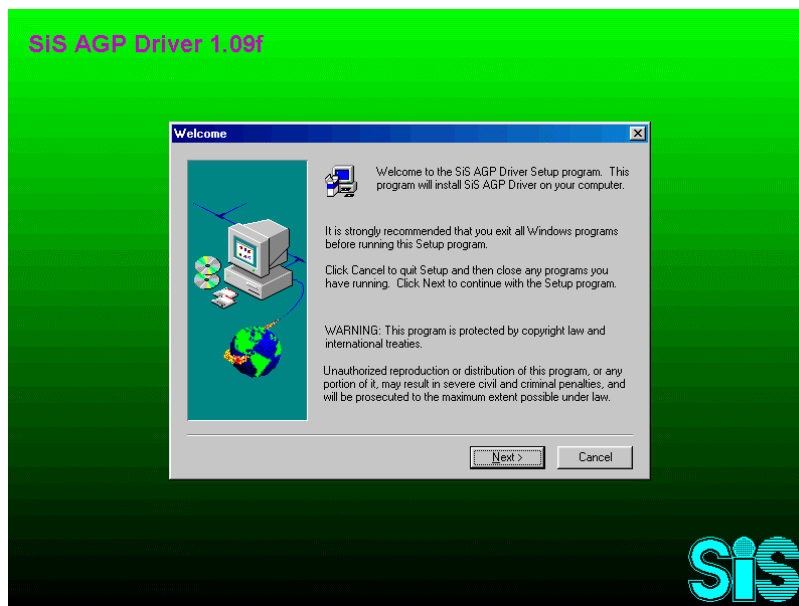 SiS AGP Driver 1.09f
Welcome
Welcome to the SiS AGP Driver Setup program. This
program will install SiS AGP Driver on your computer.
It is strongly recommended that you exit all Windows programs
before running this Setup program.
Click Cancel to quit Setup and then close any programs you
have running. Click Next to continue with the Setup program.
WARNING: This program is protected by copyright law and
international treaties.
Unauthorized reproduction or distribution of this program, or any
portion of it, may result in severe civil and criminal penalties, and
will be prosecuted to the maximum extent possible under law.
Next >
Cancel
SiS